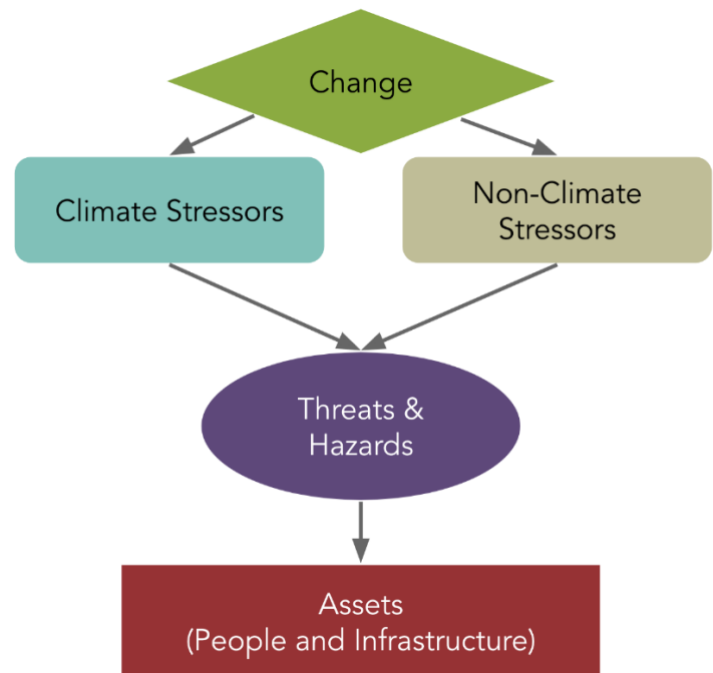 Change
Climate Stressors
Non-Climate
Stressors
Threats &
Hazards
Assets
(People and Infrastructure)